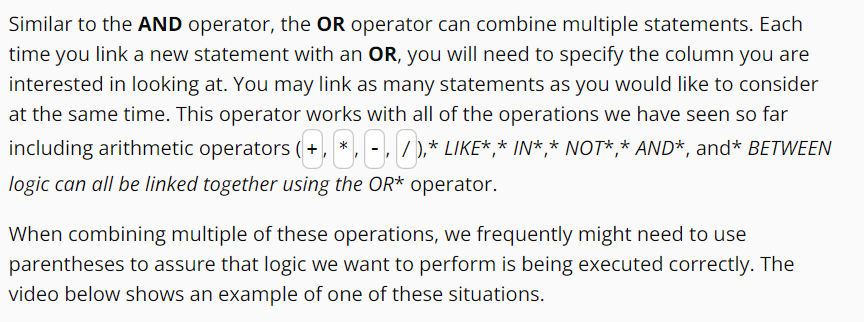 Similar to the AND operator, the OR operator can combine multiple statements. Each
time you link a new statement with an OR, you will need to specify the column you are
interested in looking at. You may link as many statements as you would like to consider
at the same time. This operator works with all of the operations we have seen so far
including arithmetic operators (+, *, -, /),* LIKE*,* IN*,* NOT*,* AND*, and* BETWEEN
logic can all be linked together using the OR* operator.
When combining multiple of these operations, we frequently might need to use
parentheses to assure that logic we want to perform is being executed correctly. The
video below shows an example of one of these situations.